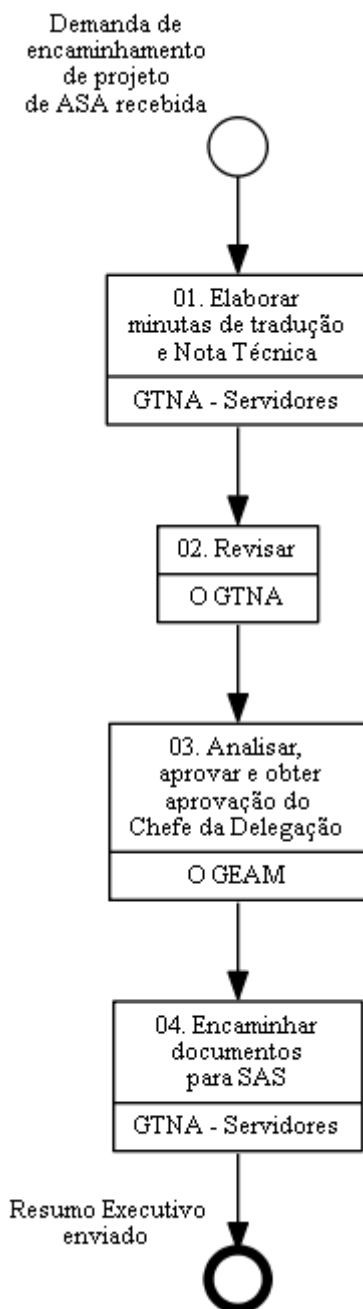 Demanda de
encaminhamento
de projeto
de ASA recebida
01. Elaborar
minutas de tradução
e Nota Técnica
GTNA - Servidores
02. Revisar
O GTNA
03. Analisar,
aprovar e obter
aprovação do
Chefe da Delegação
O GEAM
04. Encaminhar
documentos
para SAS
GTNA - Servidores
Resumo Executivo
enviado